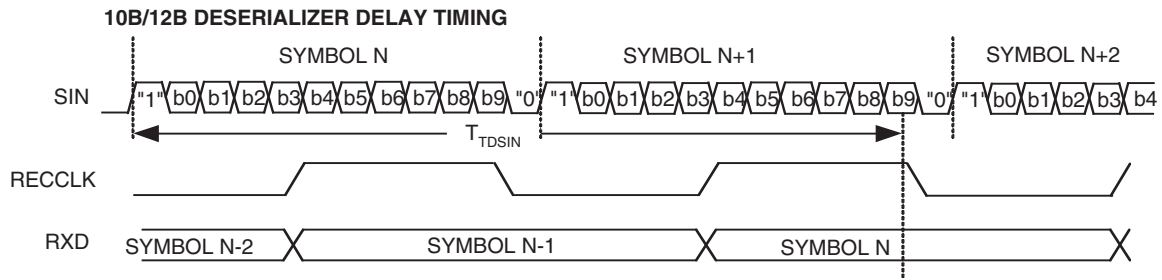 10B/12B DESERIALIZER DELAY TIMING
SYMBOL N SYMBOL N+1 SYMBOL N+2
SIN "1" b0 b1 b2 b3 b4 b5 b6 b7 b8 b9 "0" "1" b0 b1 b2 b3 b4 b5 b6 b7 b8 b9 "0" "1" b0 b1 b2 b3 b4
TTDSIN
RECCLK
RXD SYMBOL N-2 SYMBOL N-1 SYMBOL N